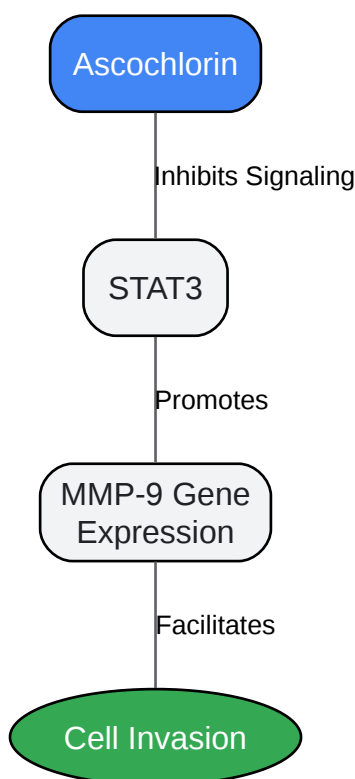 Ascochlorin
Inhibits Signaling
STAT3
Promotes
MMP-9 Gene
Expression
Facilitates
Cell Invasion